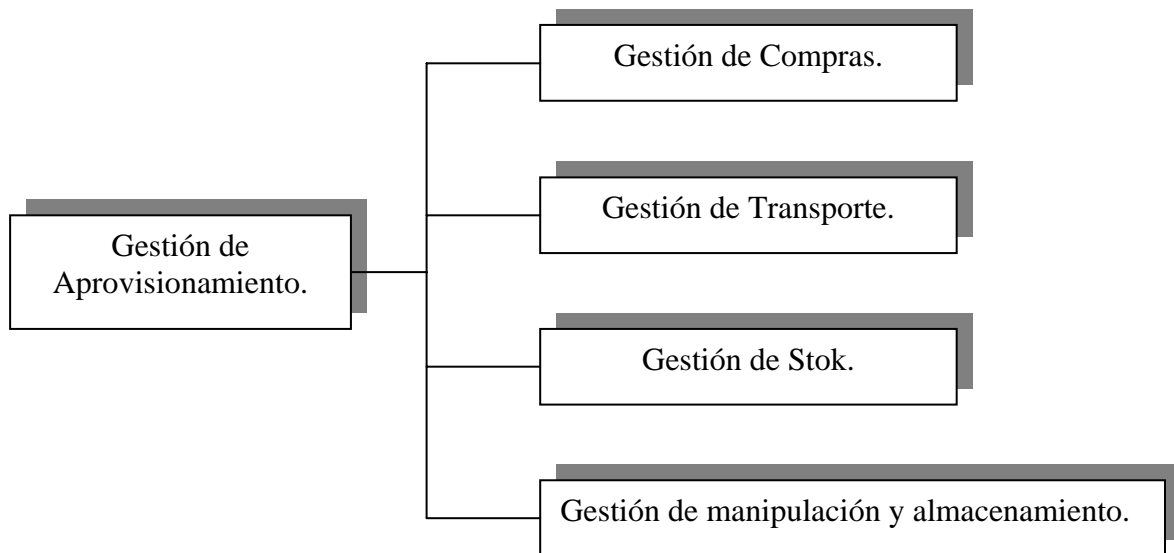 Gestión de Compras.
Gestión de Transporte.
Gestión de
Aprovisionamiento.
Gestión de Stok.
Gestión de manipulación y almacenamiento.